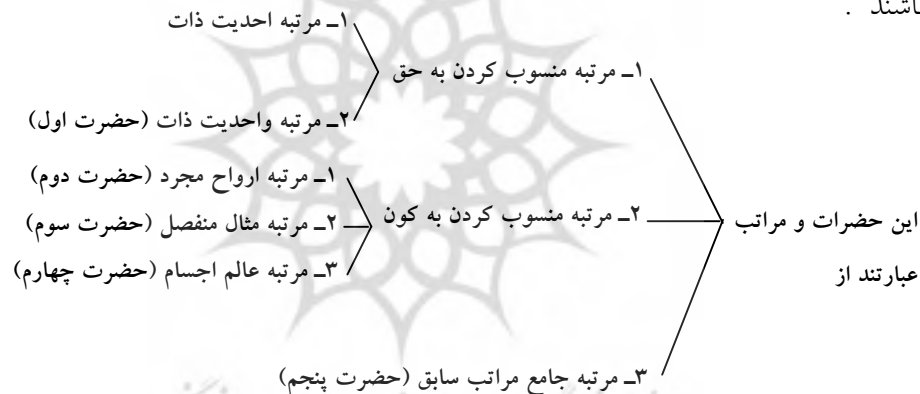 باشند .
این حضرات و مراتب
عبارتند از
۱ـ مرتبه منسوب کردن به حق
۱ـ مرتبه احدیت ذات
۲ـ مرتبه واحدیت ذات (حضرت اول)
۲ـ مرتبه منسوب کردن به کون
۱ـ مرتبه ارواح مجرد (حضرت دوم)
۲ـ مرتبه مثال منفصل (حضرت سوم)
۳ـ مرتبه عالم اجسام (حضرت چهارم)
۳ـ مرتبه جامع مراتب سابق (حضرت پنجم)